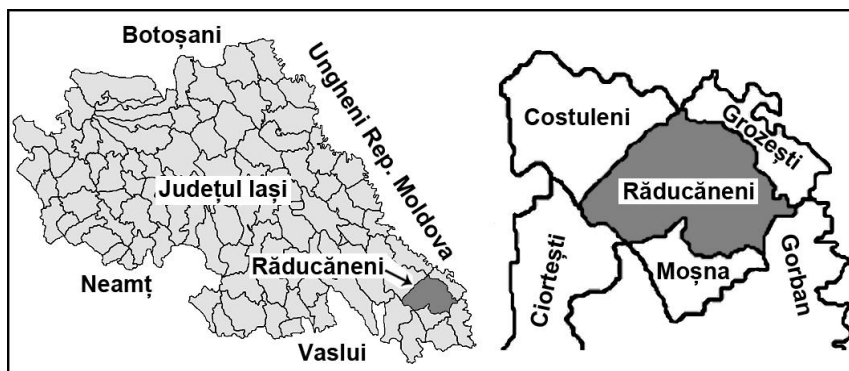 Botoșani
Ungheni Rep. Moldova
Județul Iași
Răducăneni
Neamț
Vaslui
Costuleni
Grozești
Răducăneni
Ciortești
Moșna
Gorban